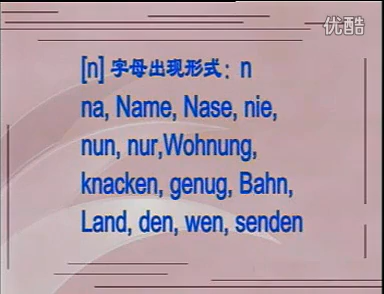 优酷
[n] 字母出现形式: n
na, Name, Nase, nie,
nun, nur,Wohnung,
knacken, genug, Bahn,
Land, den, wen, senden